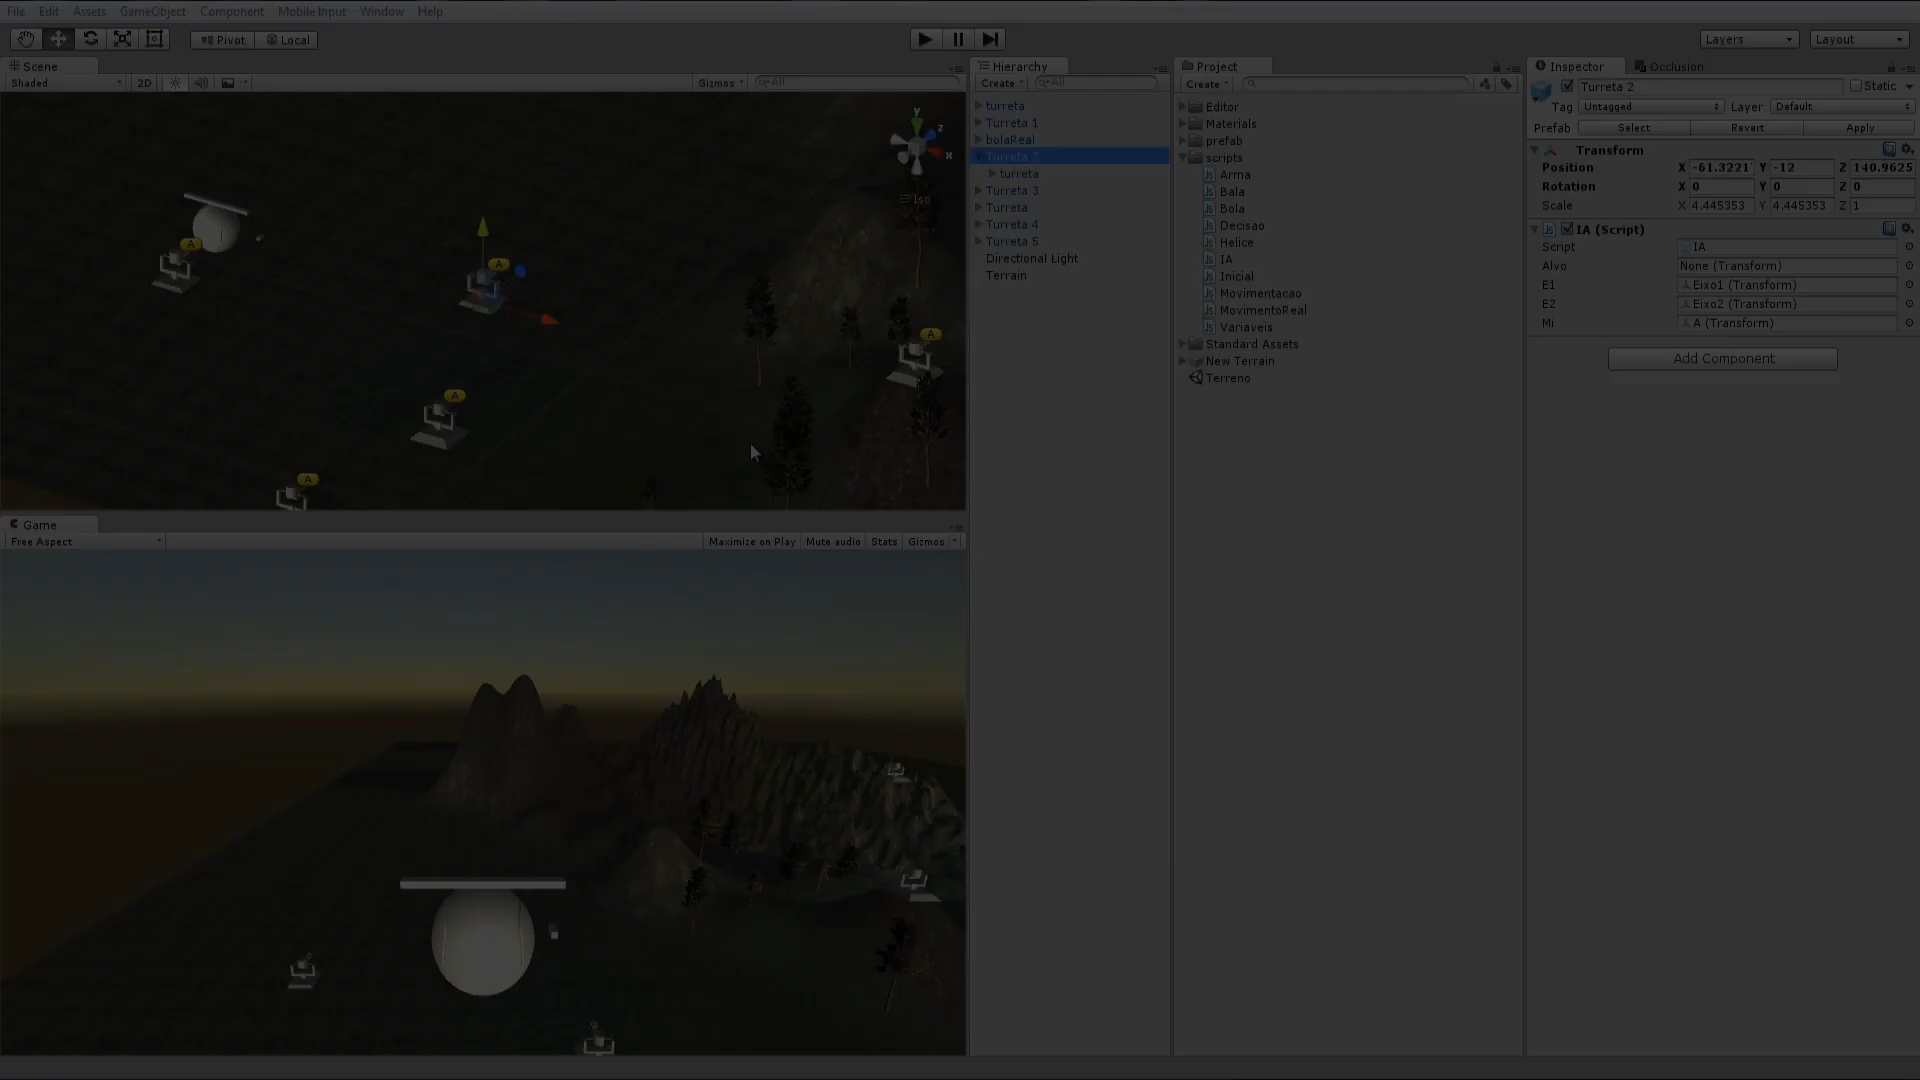 File Edit Assets GameObject Component Mobile Input Window Help
Pivot Local Layers Layout
Scene
Shaded 2D Gizmos All
y
z
x
Iso
A
A
A
A
A
Game
Free Aspect Maximize on Play Mute audio Stats Gizmos
Hierarchy
Create All
turreta
Turreta 1
bolaReal
Turreta 2
turreta
Turreta 3
Turreta
Turreta 4
Turreta 5
Directional Light
Terrain
Project
Create
Editor
Materials
prefab
scripts
Arma
Bala
Bola
Decisao
Helice
IA
Inicial
Movimentacao
MovimentoReal
Variaveis
Standard Assets
New Terrain
Terreno
Inspector Occlusion
Turreta 2 Static
Tag Untagged Layer Default
Prefab Select Revert Apply
Transform
Position X -61.3221 Y -12 Z 140.9625
Rotation X 0 Y 0 Z 0
Scale X 4.445353 Y 4.445353 Z 1
IA (Script)
Script IA
Alvo None (Transform)
E1 Eixo1 (Transform)
E2 Eixo2 (Transform)
Mi A (Transform)
Add Component